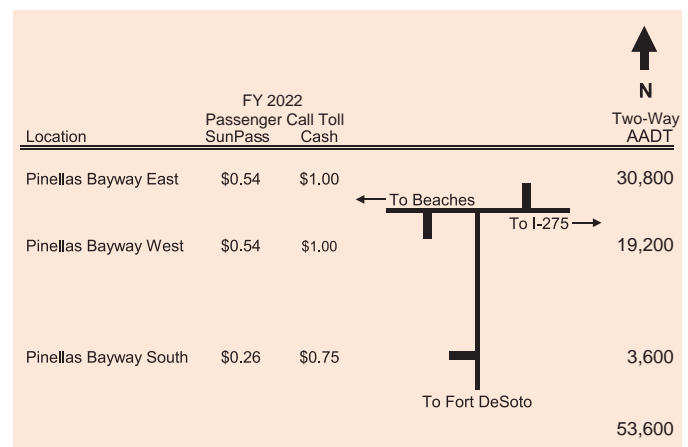 N
FY 2022
Passenger Call Toll
Two-Way
Location SunPass Cash AADT
Pinellas Bayway East $0.54 $1.00 30,800
To Beaches
To I-275
Pinellas Bayway West $0.54 $1.00 19,200
Pinellas Bayway South $0.26 $0.75 3,600
To Fort DeSoto
53,600